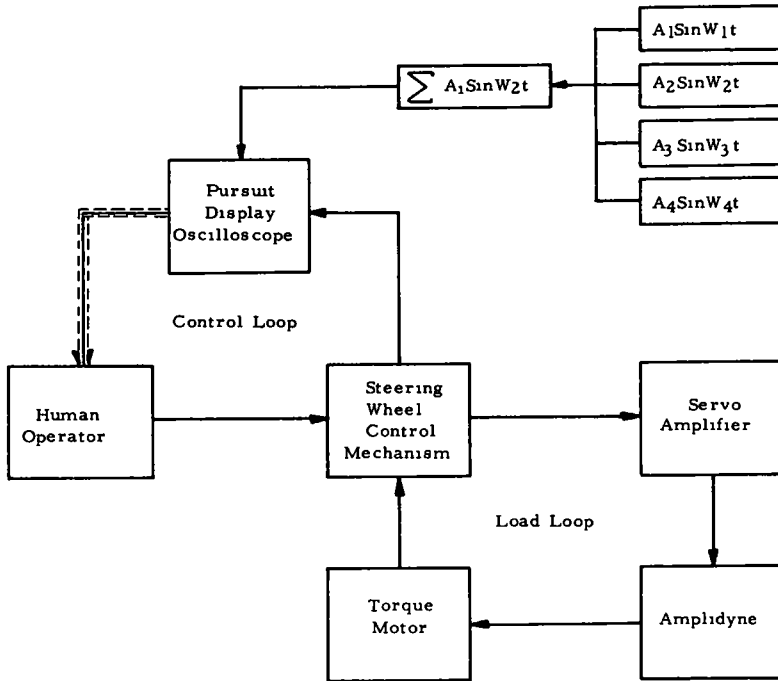 A1SinW1t
∑ A1SinW2t
A2SinW2t
A3SinW3t
A4SinW4t
Pursuit
Display
Oscilloscope
Control Loop
Human
Operator
Steering
Wheel
Control
Mechanism
Servo
Amplifier
Load Loop
Torque
Motor
Amplidyne